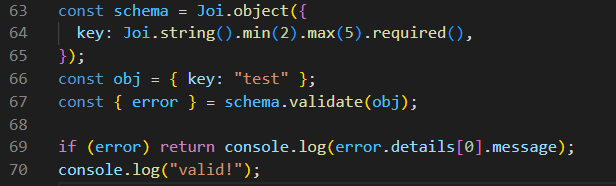 63 const schema = Joi.object({
64   key: Joi.string().min(2).max(5).required(),
65 });
66 const obj = { key: "test" };
67 const { error } = schema.validate(obj);
68
69 if (error) return console.log(error.details[0].message);
70 console.log("valid!");